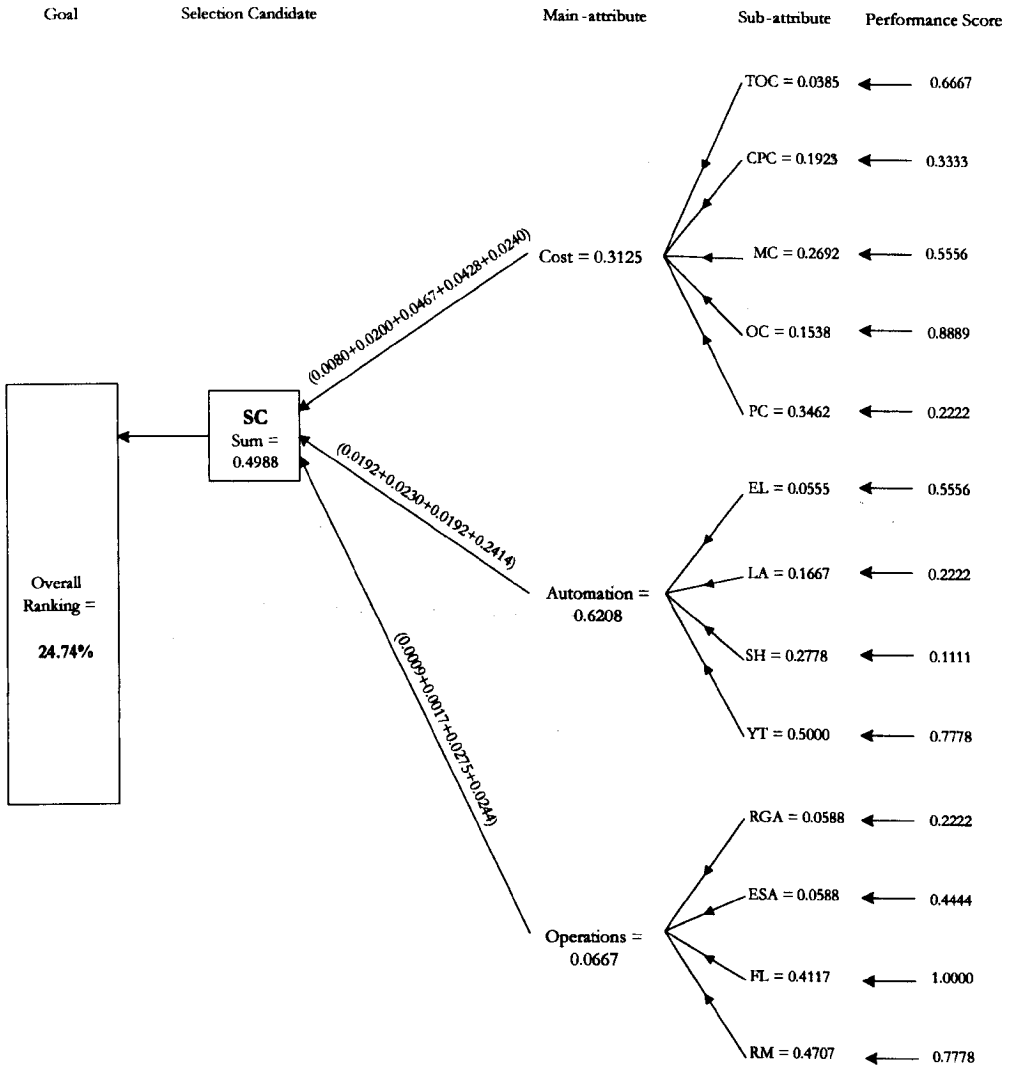 Goal
Selection Candidate
Main-attribute
Sub-attribute
Performance Score
TOC = 0.0385
0.6667
CPC = 0.1923
0.3333
Cost = 0.3125
MC = 0.2692
0.5556
OC = 0.1538
0.8889
PC = 0.3462
0.2222
(0.0080+0.0200+0.0467+0.0428+0.0240)
SC
Sum =
0.4988
(0.0192+0.0230+0.0192+0.2414)
EL = 0.0555
0.5556
LA = 0.1667
0.2222
Automation =
0.6208
SH = 0.2778
0.1111
YT = 0.5000
0.7778
Overall
Ranking =
24.74%
(0.0009+0.0017+0.0275+0.0244)
RGA = 0.0588
0.2222
ESA = 0.0588
0.4444
Operations =
0.0667
FL = 0.4117
1.0000
RM = 0.4707
0.7778